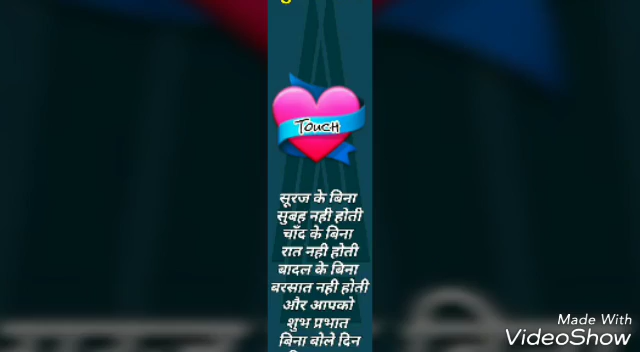 Touch
सूरज के बिना
सुबह नही होती
चाँद के बिना
रात नही होती
बादल के बिना
बरसात नही होती
और आपको
शुभ प्रभात
बिना बोले दिन
Made With
VideoShow